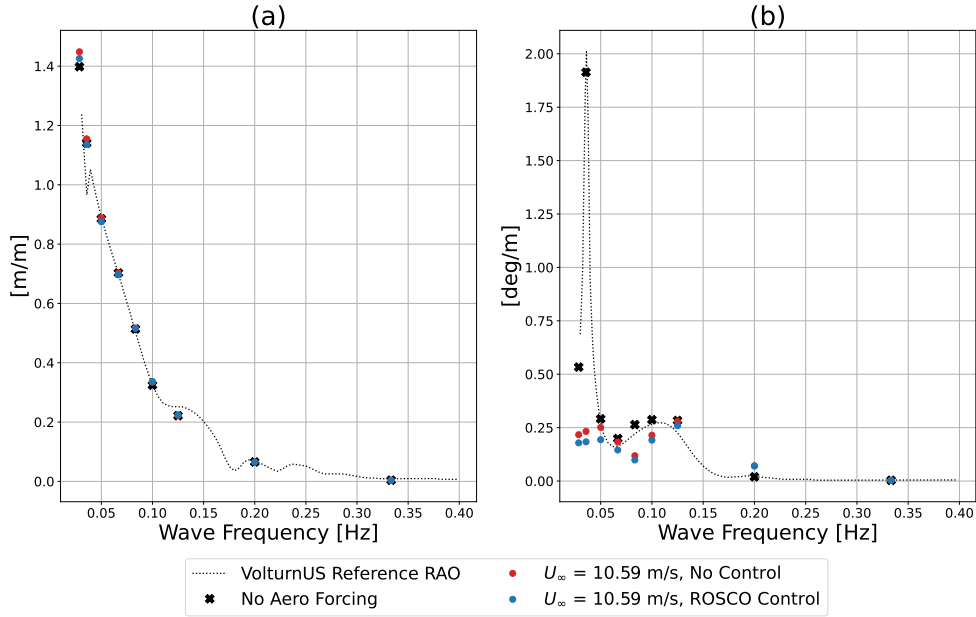 (a)
(b)
1.4
1.2
1.0
0.8
0.6
0.4
0.2
0.0
[m/m]
0.05 0.10 0.15 0.20 0.25 0.30 0.35 0.40
Wave Frequency [Hz]
2.00
1.75
1.50
1.25
2.00
0.75
0.50
0.25
0.00
[deg/m]
0.05 0.10 0.15 0.20 0.25 0.30 0.35 0.40
Wave Frequency [Hz]
VolturnUS Reference RAO
No Aero Forcing
U∞ = 10.59 m/s, No Control
U∞ = 10.59 m/s, ROSCO Control